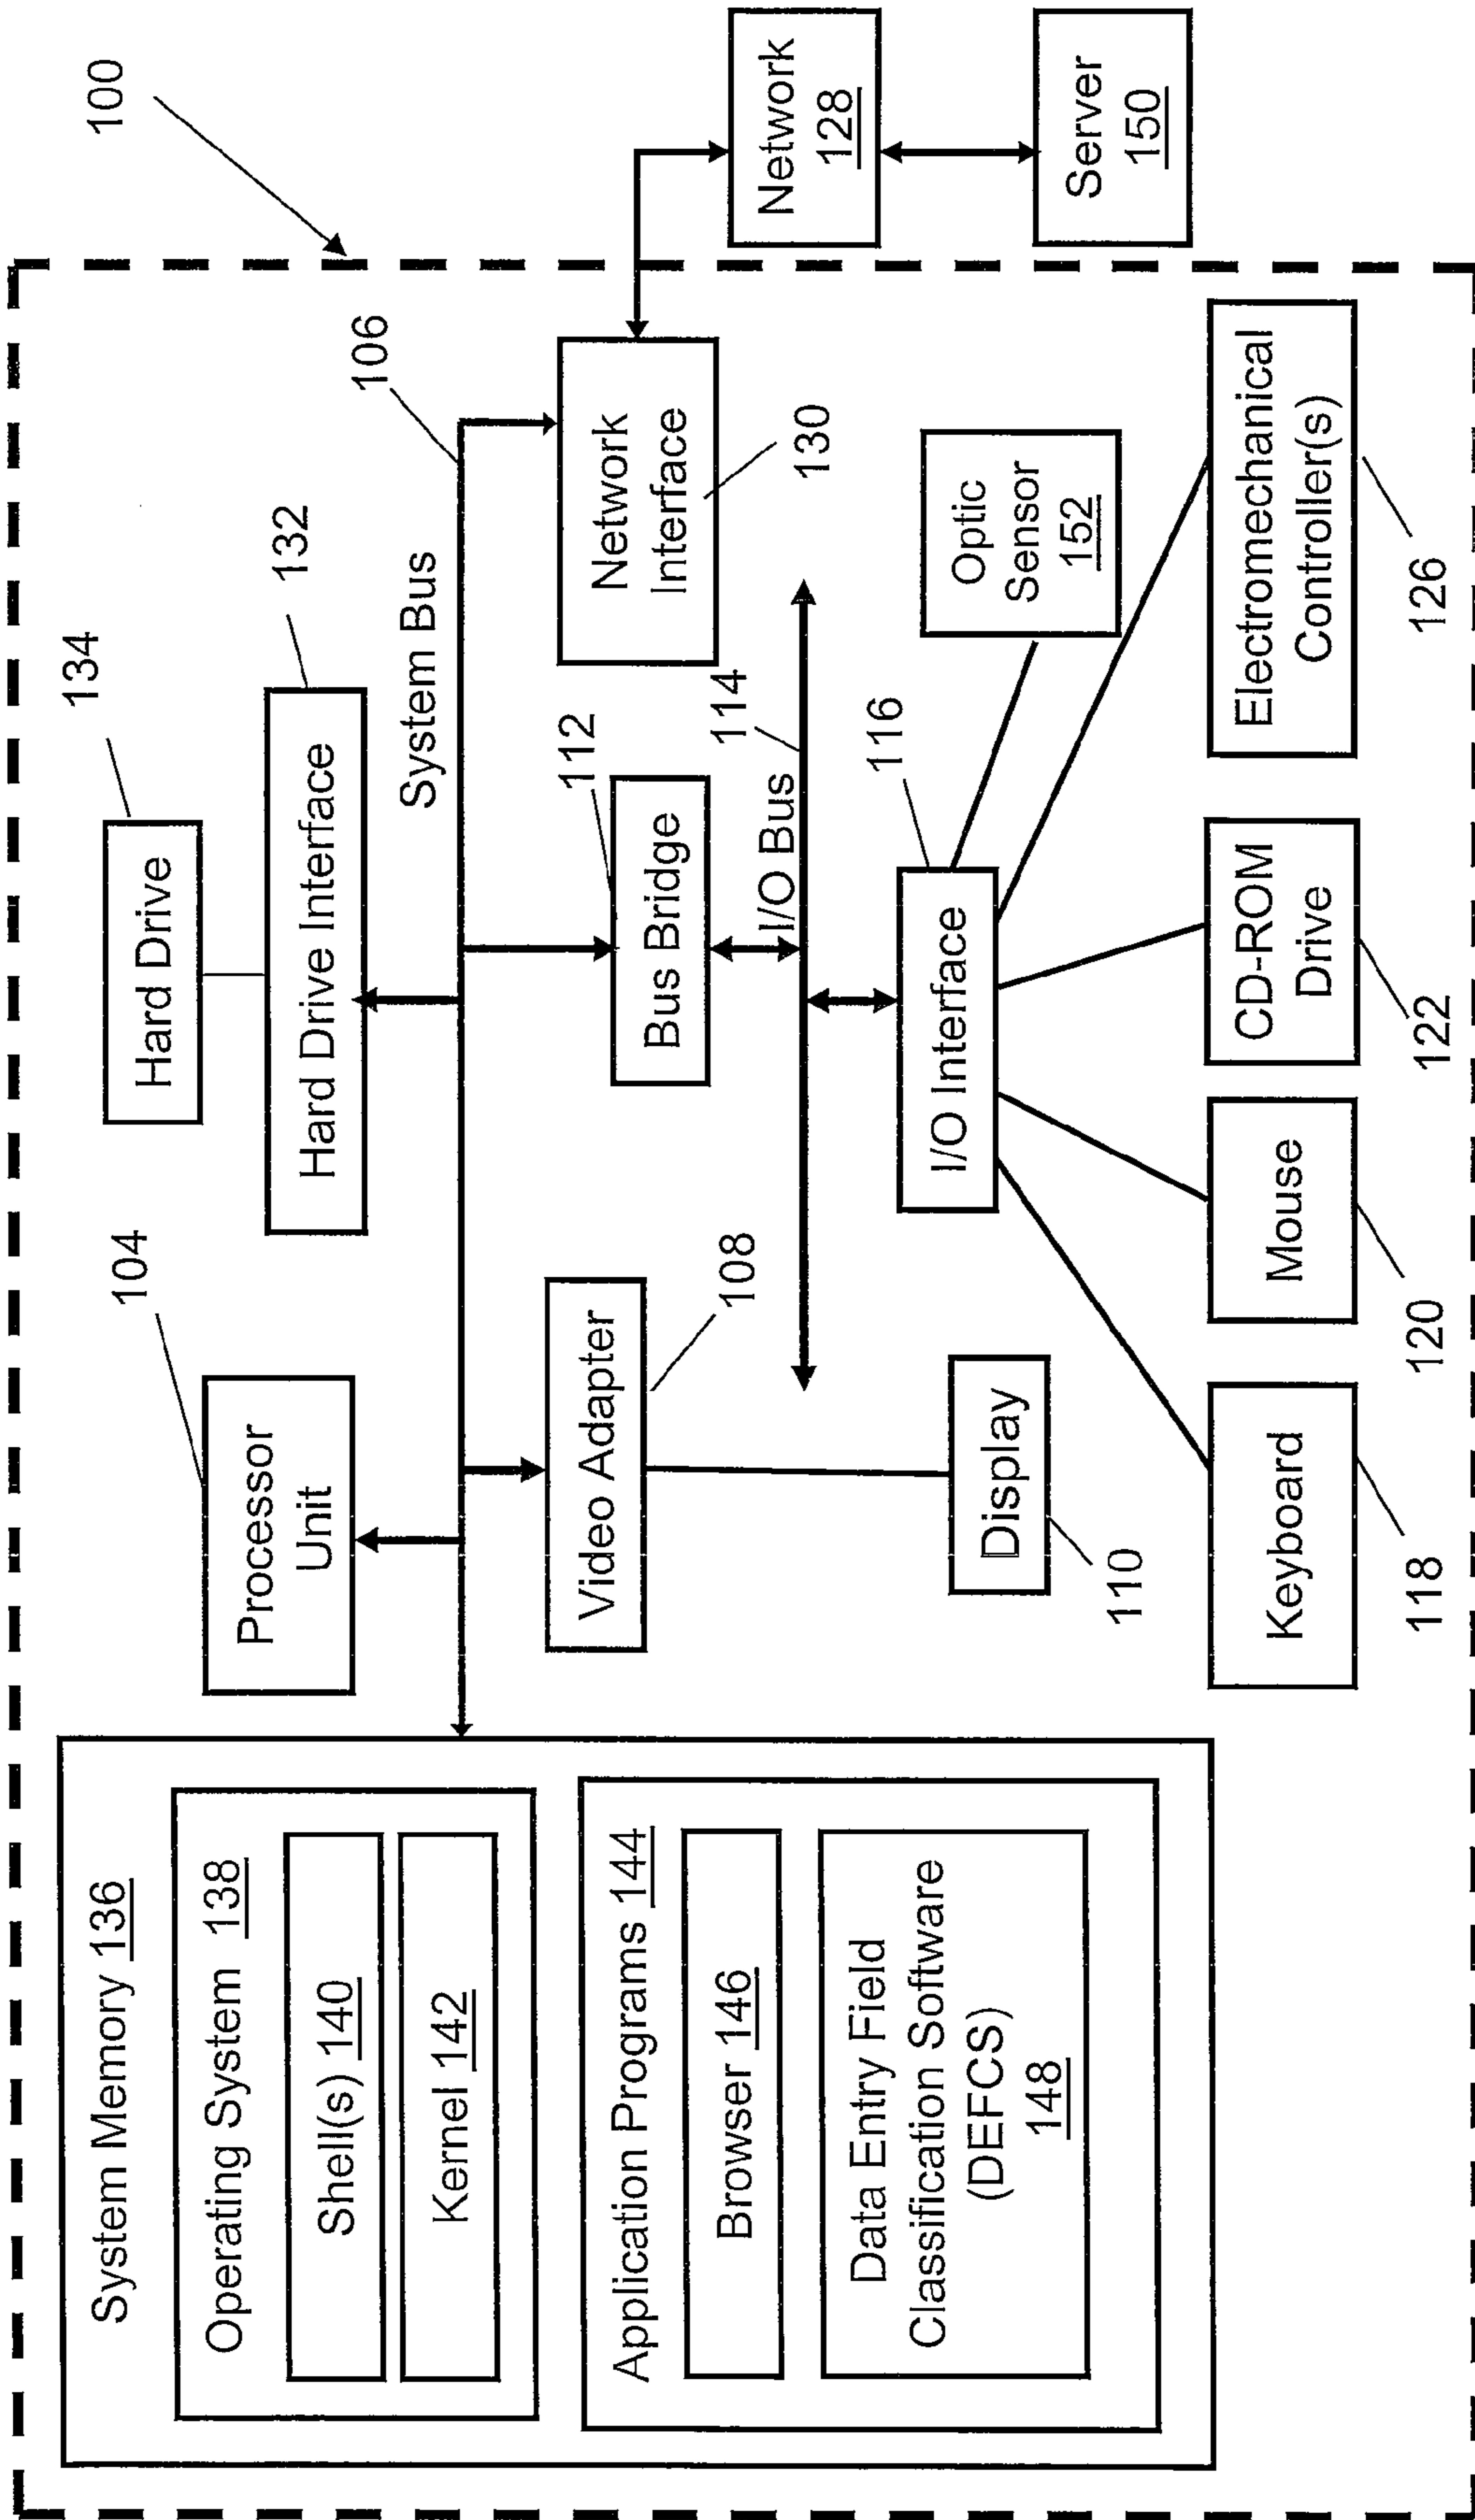 100
System Memory 136
Operating System 138
Shell(s) 140
Kernel 142
Application Programs 144
Browser 146
Data Entry Field
Classification Software
(DEFCS)
148
104
Processor
Unit
134
Hard Drive
132
Hard Drive Interface
System Bus
106
Video Adapter
108
112
Bus Bridge
Network
Interface
130
Network
128
Server
150
I/O Bus
114
Display
110
116
I/O Interface
Optic
Sensor
152
Keyboard
118
Mouse
120
CD-ROM
Drive
122
Electromechanical
Controller(s)
126